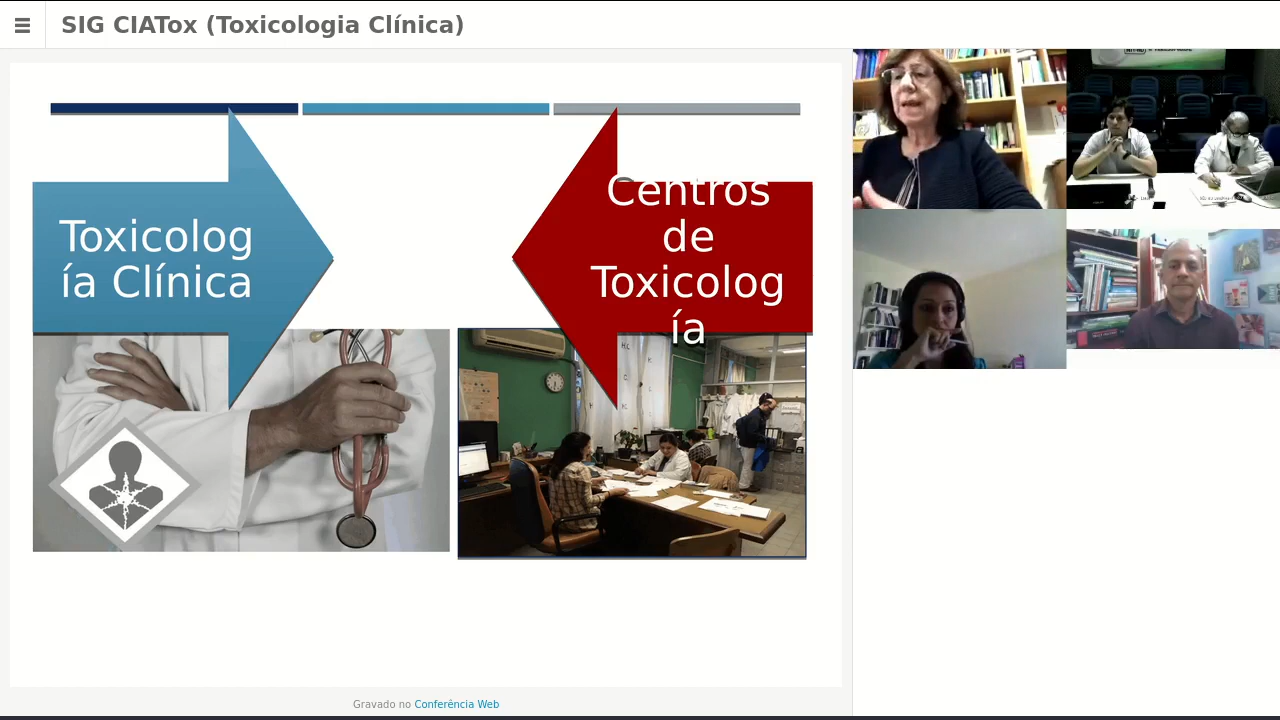 SIG CIATox (Toxicologia Clínica)
Toxicolog
ía Clínica
Centros
de
Toxicolog
ía
Gravado no Conferência Web